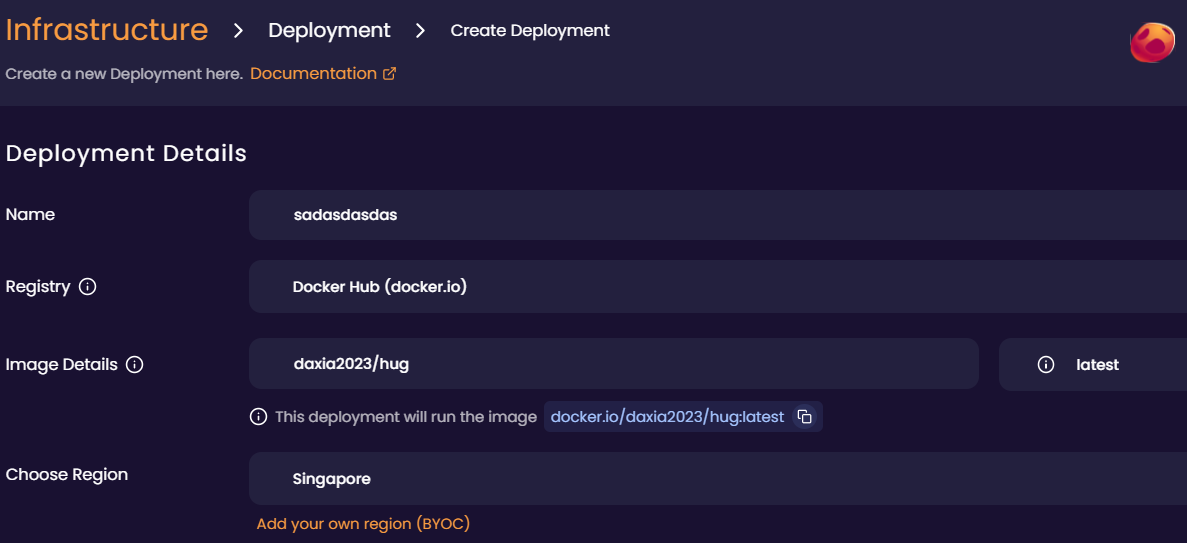 Infrastructure > Deployment > Create Deployment
Create a new Deployment here. Documentation
Deployment Details
Name sadasdasdas
Registry Docker Hub (docker.io)
Image Details daxia2023/hug latest
This deployment will run the image docker.io/daxia2023/hug:latest
Choose Region Singapore
Add your own region (BYOC)